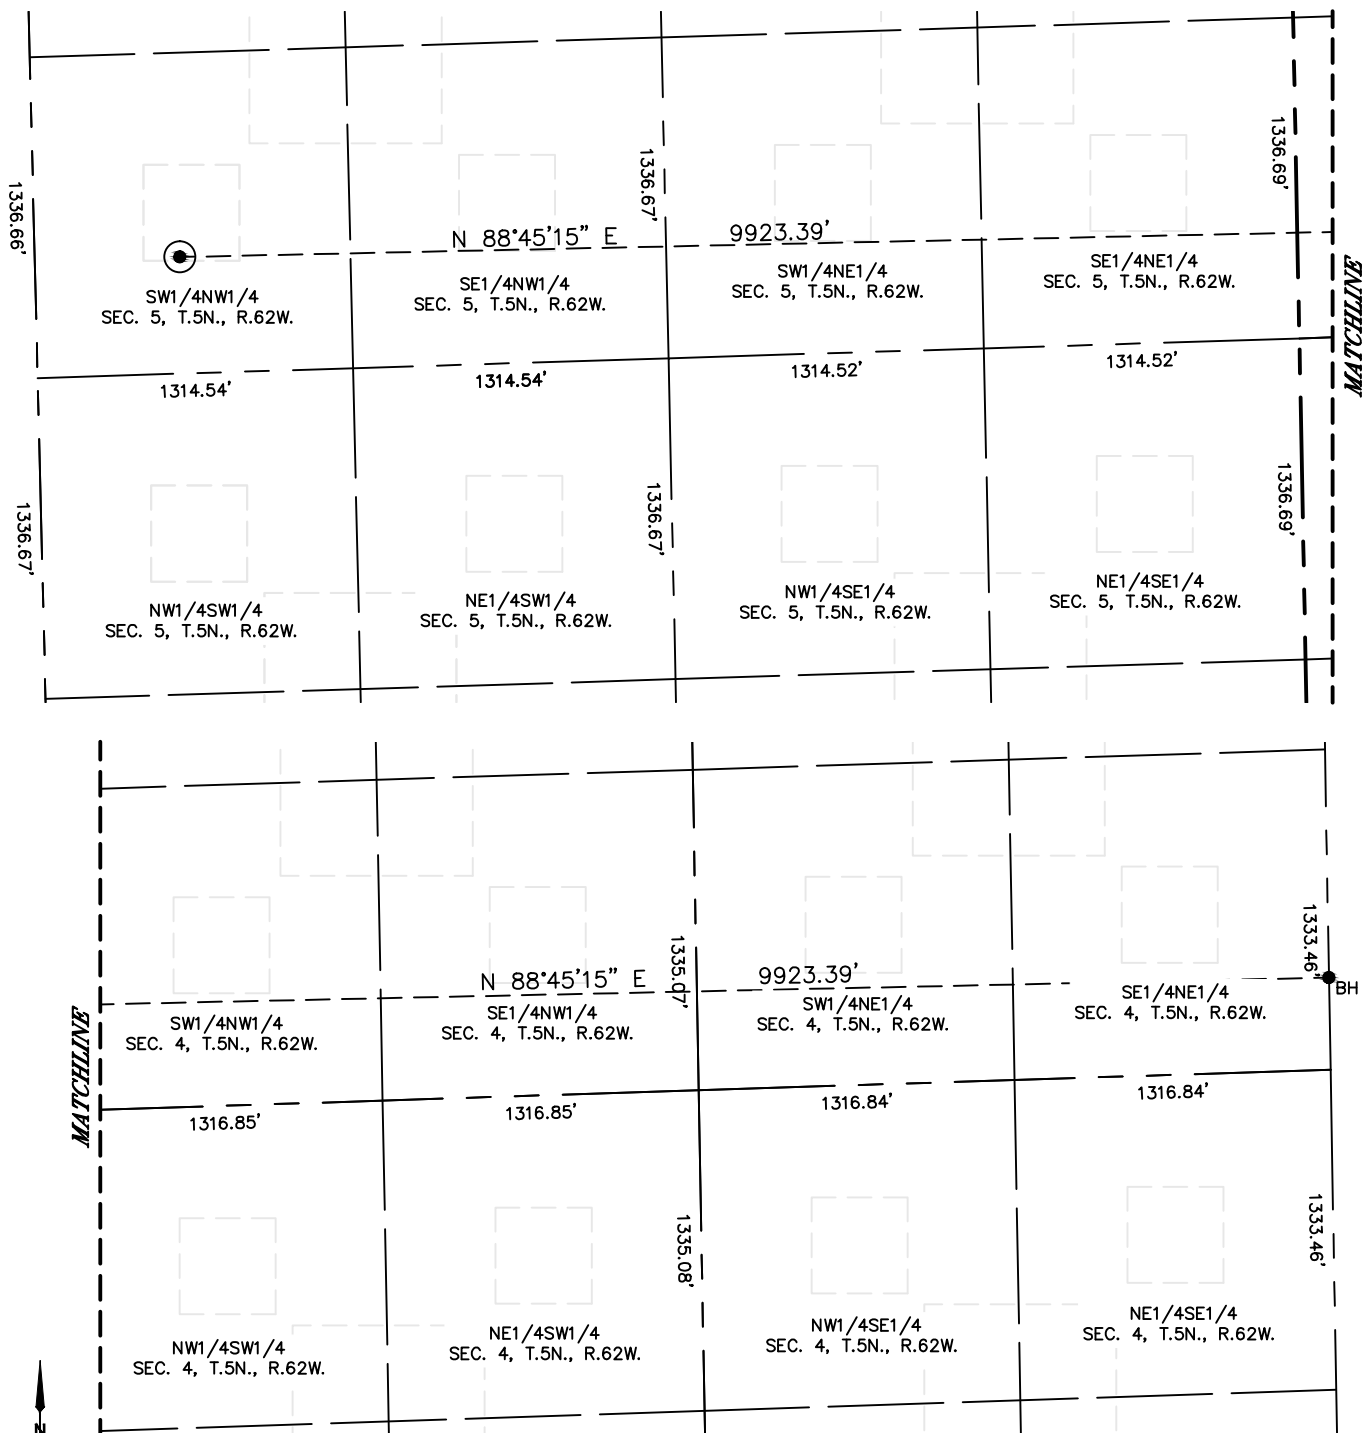 1336.66'
1336.67'
1336.69'
N 88°45'15" E 9923.39'
SW1/4NW1/4
SEC. 5, T.5N., R.62W.
SE1/4NW1/4
SEC. 5, T.5N., R.62W.
SW1/4NE1/4
SEC. 5, T.5N., R.62W.
SE1/4NE1/4
SEC. 5, T.5N., R.62W.
MATCHLINE
1314.54'
1314.54'
1314.52'
1314.52'
1336.67'
1336.67'
1336.69'
NW1/4SW1/4
SEC. 5, T.5N., R.62W.
NE1/4SW1/4
SEC. 5, T.5N., R.62W.
NW1/4SE1/4
SEC. 5, T.5N., R.62W.
NE1/4SE1/4
SEC. 5, T.5N., R.62W.
1335.07'
1333.46'
N 88°45'15" E 9923.39'
BH
SW1/4NW1/4
SEC. 4, T.5N., R.62W.
SE1/4NW1/4
SEC. 4, T.5N., R.62W.
SW1/4NE1/4
SEC. 4, T.5N., R.62W.
SE1/4NE1/4
SEC. 4, T.5N., R.62W.
MATCHLINE
1316.85'
1316.85'
1316.84'
1316.84'
1335.08'
1333.46'
NW1/4SW1/4
SEC. 4, T.5N., R.62W.
NE1/4SW1/4
SEC. 4, T.5N., R.62W.
NW1/4SE1/4
SEC. 4, T.5N., R.62W.
NE1/4SE1/4
SEC. 4, T.5N., R.62W.
N